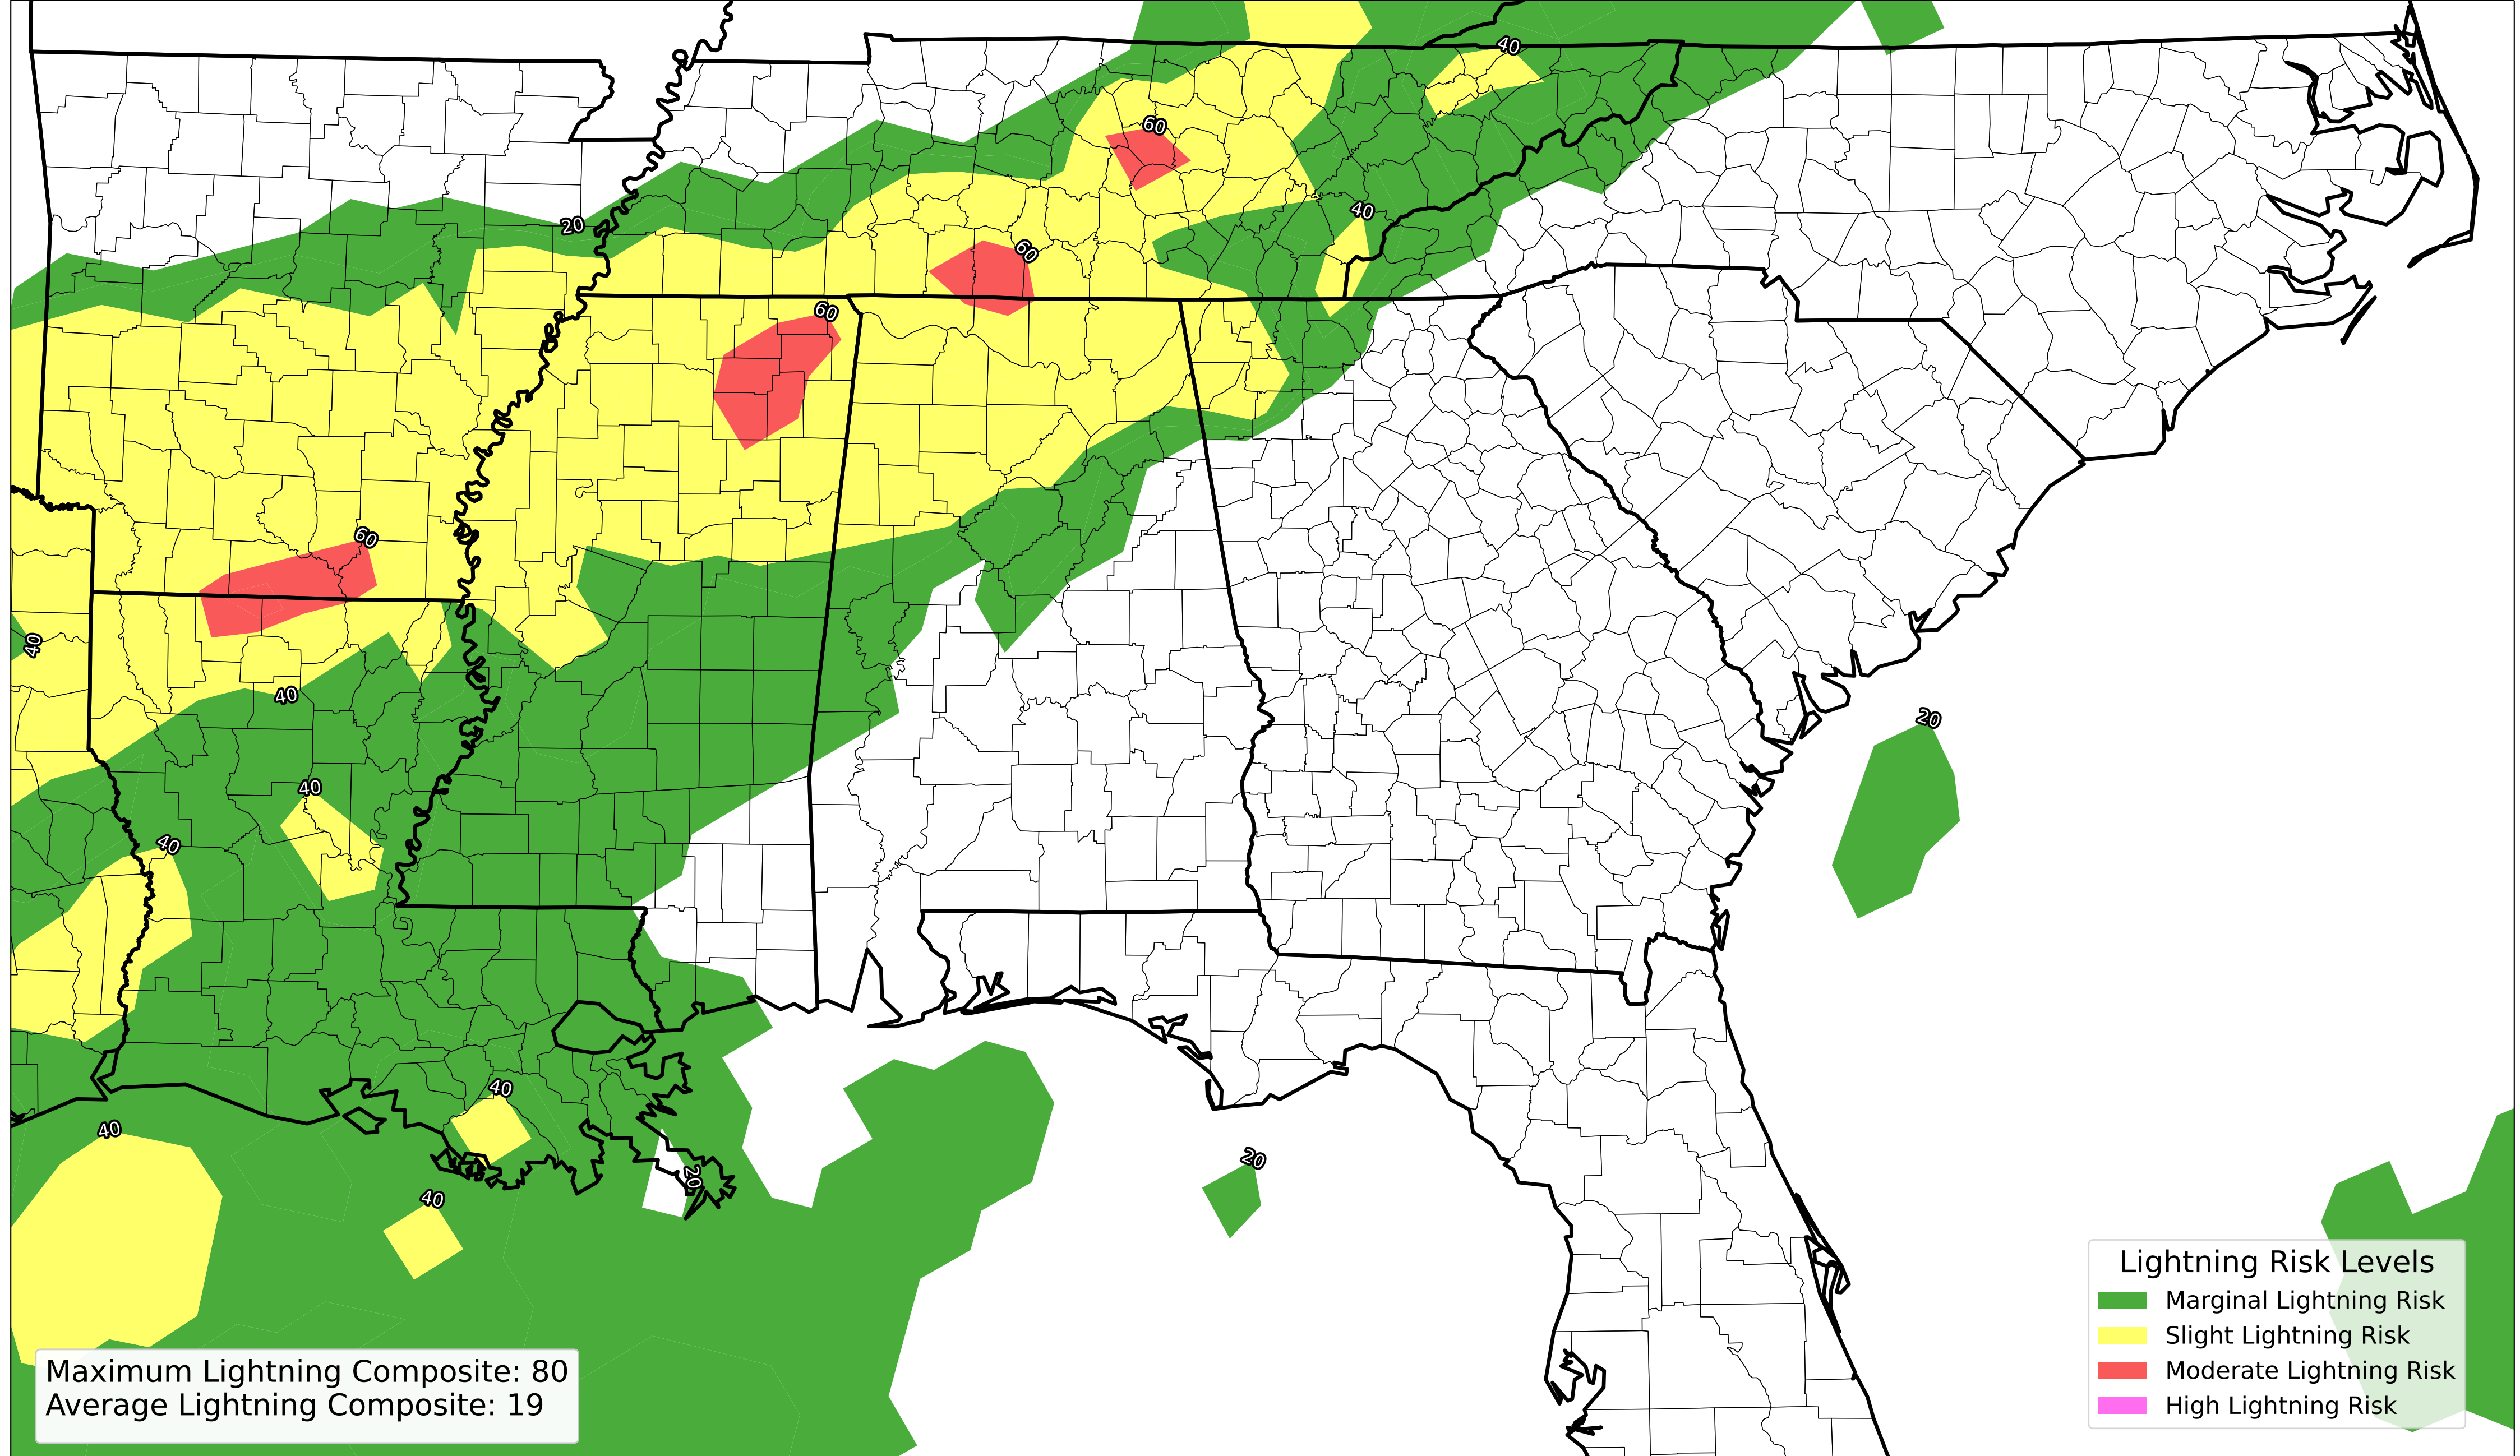 40
60
40
20
60
60
60
40
40
20
40
40
40
20
40
20
40
Lightning Risk Levels
Marginal Lightning Risk
Slight Lightning Risk
Moderate Lightning Risk
High Lightning Risk
Maximum Lightning Composite: 80
Average Lightning Composite: 19